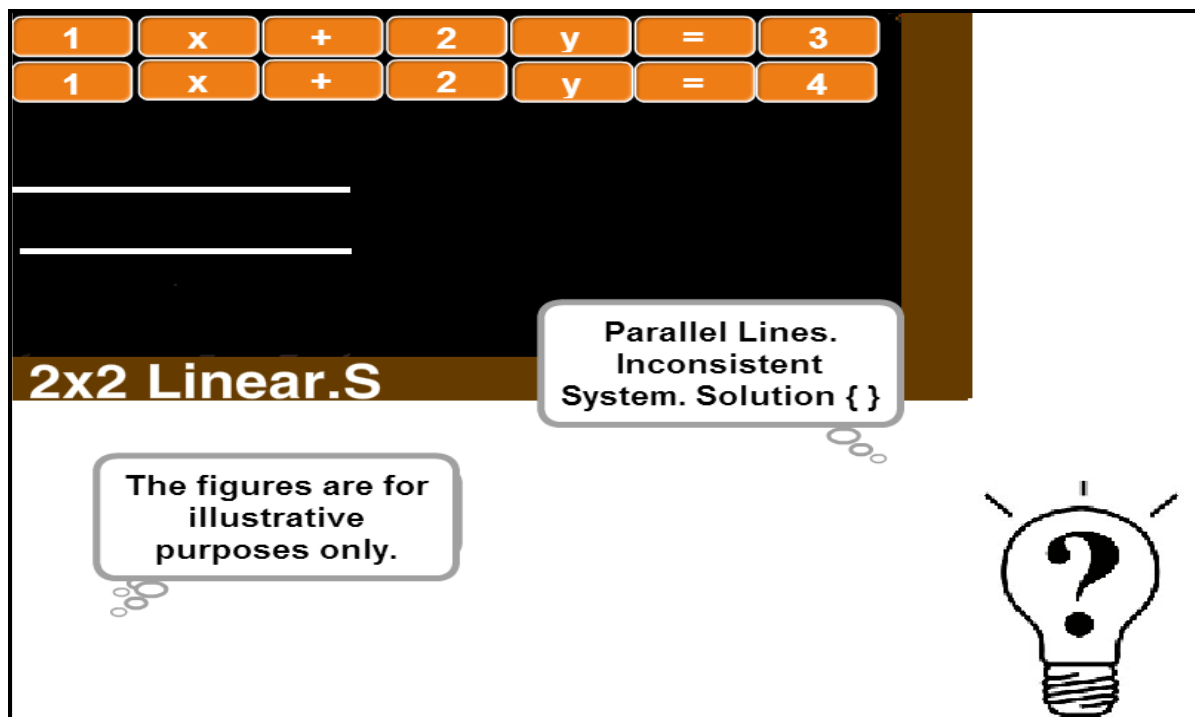 1 x + 2 y = 3
1 x + 2 y = 4
2x2 Linear.S
Parallel Lines.
Inconsistent
System. Solution { }
The figures are for
illustrative
purposes only.
?